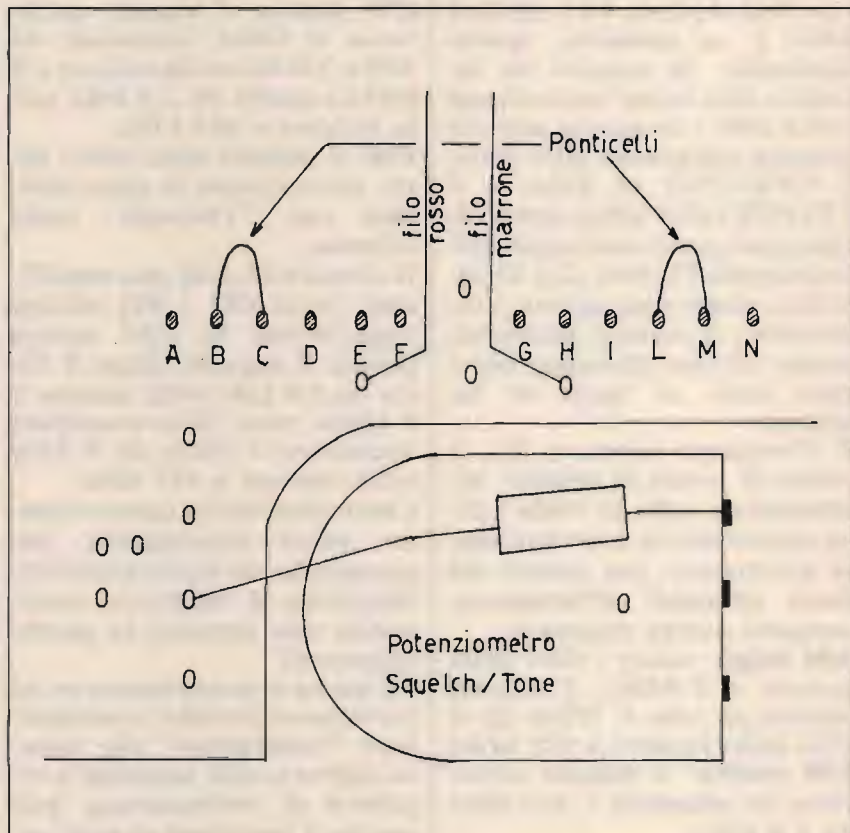 Ponticelli
filo
rosso
filo
marrone
A B C D E F G H I L M N
Potenziometro
Squelch/Tone